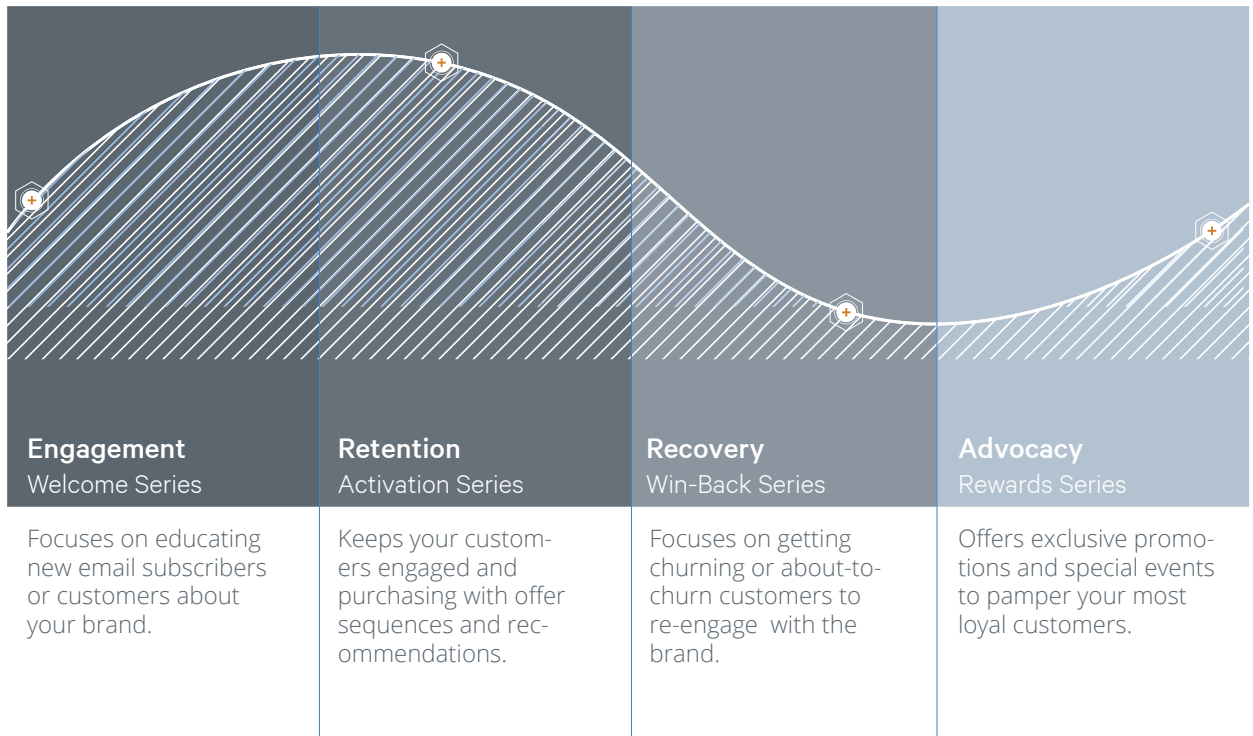 Engagement
Welcome Series
Focuses on educating
new email subscribers
or customers about
your brand.
Retention
Activation Series
Keeps your custom-
ers engaged and
purchasing with offer
sequences and rec-
ommendations.
Recovery
Win-Back Series
Focuses on getting
churning or about-to-
churn customers to
re-engage  with the
brand.
Advocacy
Rewards Series
Offers exclusive promo-
tions and special events
to pamper your most
loyal customers.